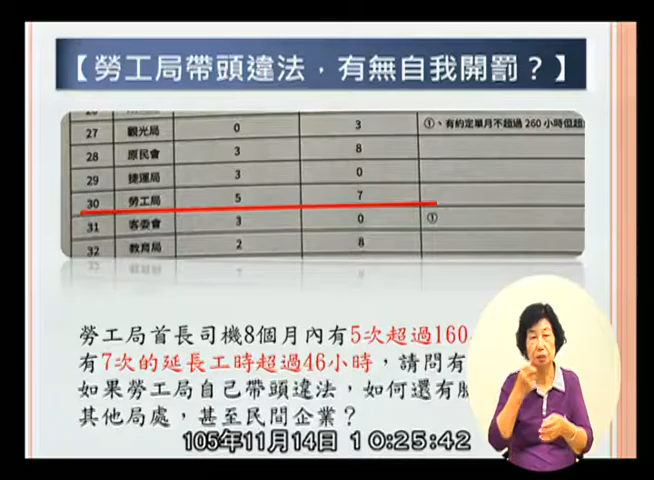 【勞工局帶頭違法，有無自我開罰？】
27 觀光局 0 3 ①、有約定單月不超過 260 小時但超
28 原民會 3 8
29 捷運局 3 0
30 勞工局 5 7
31 客委會 3 0 ①
32 教育局 2 8
勞工局首長司機8個月內有5次超過160
有7次的延長工時超過46小時，請問有
如果勞工局自己帶頭違法，如何還有
其他局處，甚至民間企業？
105年11月14日 10:25:42